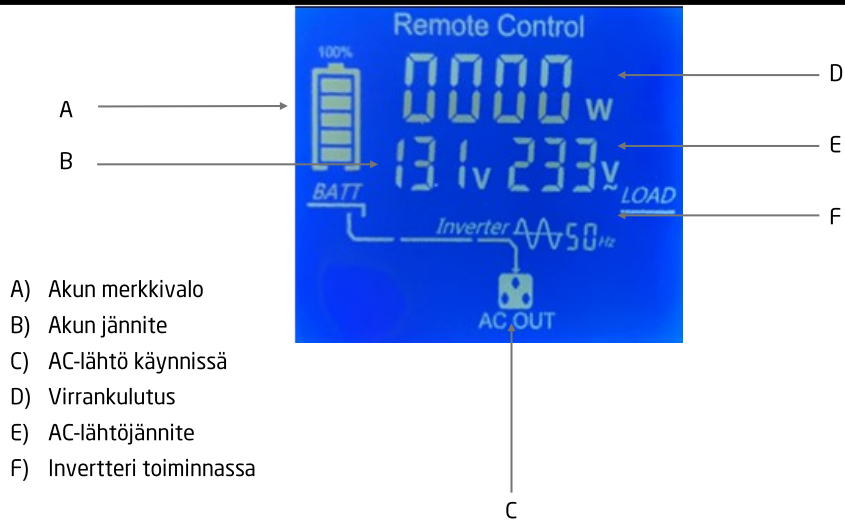 Remote Control
100%
0000 W
D
A
E
B
13.1 V 233 V
BATT
LOAD
F
Inverter 50 Hz
A) Akun merkkivalo
B) Akun jännite
AC OUT
C) AC-lähtö käynnissä
D) Virrankulutus
E) AC-lähtöjännite
F) Invertteri toiminnassa
C